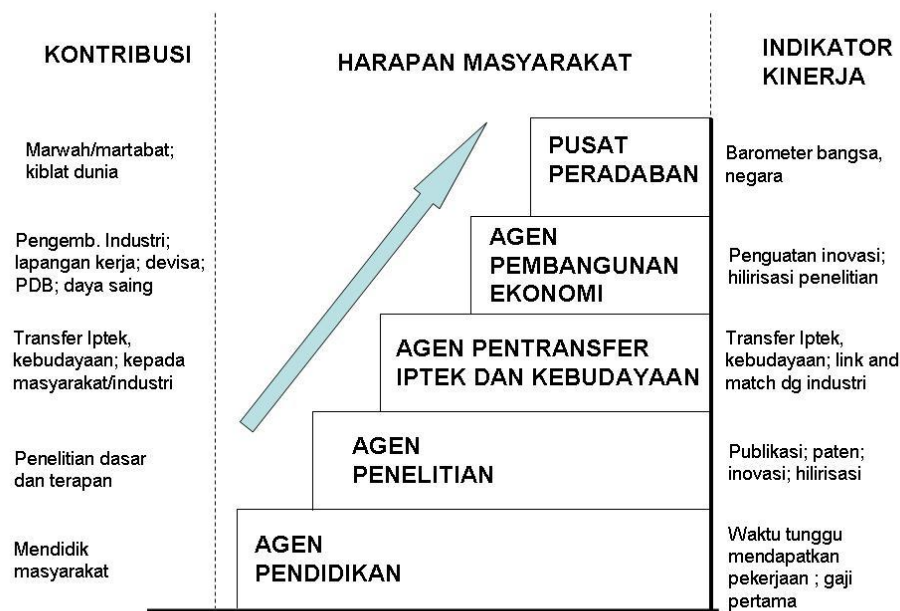 KONTRIBUSI
HARAPAN MASYARAKAT
INDIKATOR
KINERJA
Marwah/martabat;
kiblat dunia
PUSAT
PERADABAN
Barometer bangsa,
negara
Pengemb. Industri;
lapangan kerja; devisa;
PDB; daya saing
AGEN
PEMBANGUNAN
EKONOMI
Penguatan inovasi;
hilirisasi penelitian
Transfer Iptek,
kebudayaan; kepada
masyarakat/industri
AGEN PENTRANSFER
IPTEK DAN KEBUDAYAAN
Transfer Iptek,
kebudayaan; link and
match dg industri
Penelitian dasar
dan terapan
AGEN
PENELITIAN
Publikasi; paten;
inovasi; hilirisasi
Mendidik
masyarakat
AGEN
PENDIDIKAN
Waktu tunggu
mendapatkan
pekerjaan ; gaji
pertama